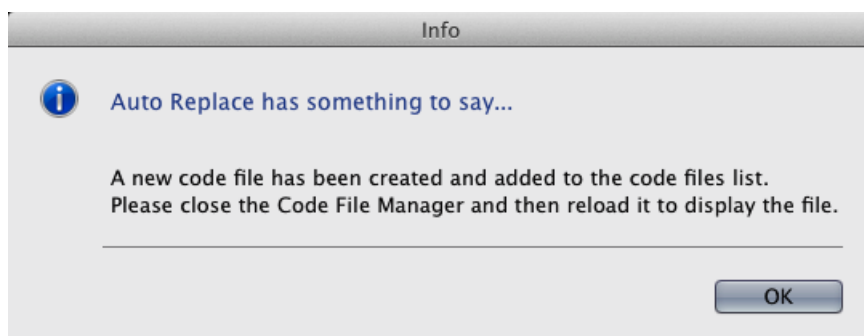 Info
Auto Replace has something to say...
A new code file has been created and added to the code files list.
Please close the Code File Manager and then reload it to display the file.
OK